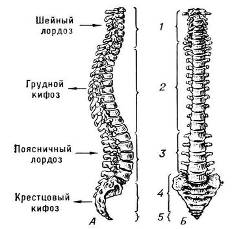 Шейный
лордоз
Грудной
кифоз
Поясничный
лордоз
Крестцовый
кифоз
А
1
2
3
4
5
Б